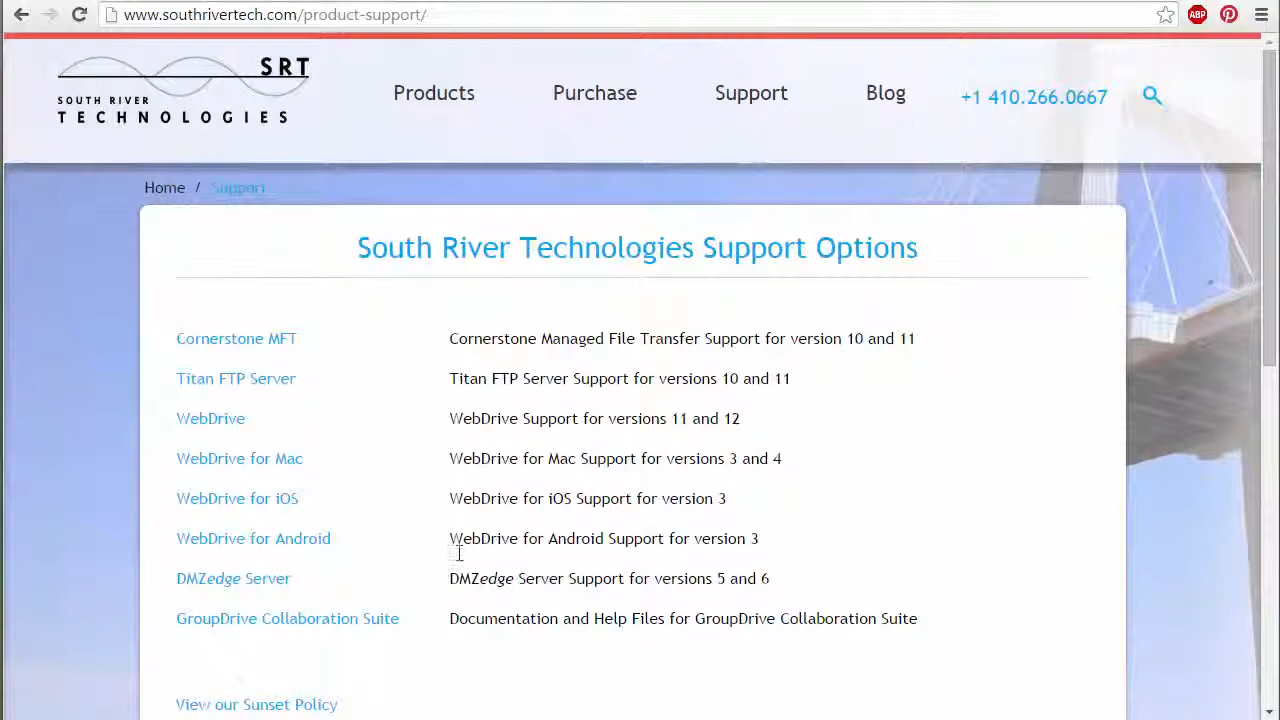 www.southrivertech.com/product-support/
ABP
SRT
SOUTH RIVER
TECHNOLOGIES
Products Purchase Support Blog +1 410.266.0667
Home / Support
South River Technologies Support Options
Cornerstone MFT Cornerstone Managed File Transfer Support for version 10 and 11
Titan FTP Server Titan FTP Server Support for versions 10 and 11
WebDrive WebDrive Support for versions 11 and 12
WebDrive for Mac WebDrive for Mac Support for versions 3 and 4
WebDrive for iOS WebDrive for iOS Support for version 3
WebDrive for Android WebDrive for Android Support for version 3
DMZedge Server DMZedge Server Support for versions 5 and 6
GroupDrive Collaboration Suite Documentation and Help Files for GroupDrive Collaboration Suite
View our Sunset Policy